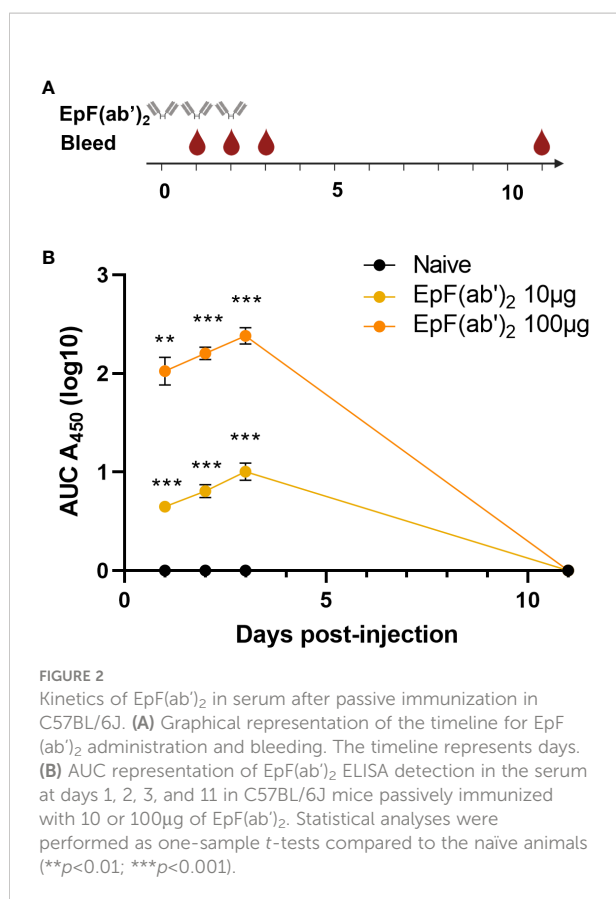 A
EpF(ab’)₂
Bleed
0 5 10
B
Naive
EpF(ab')₂ 10µg
EpF(ab')₂ 100µg
3
2
1
0
AUC A₄₅₀ (log10)
** *** ***
*** *** ***
0 5 10
Days post-injection
FIGURE 2
Kinetics of EpF(ab’)₂ in serum after passive immunization in
C57BL/6J. (A) Graphical representation of the timeline for EpF
(ab’)₂ administration and bleeding. The timeline represents days.
(B) AUC representation of EpF(ab’)₂ ELISA detection in the serum
at days 1, 2, 3, and 11 in C57BL/6J mice passively immunized
with 10 or 100µg of EpF(ab’)₂. Statistical analyses were
performed as one-sample t-tests compared to the naïve animals
(**p<0.01; ***p<0.001).